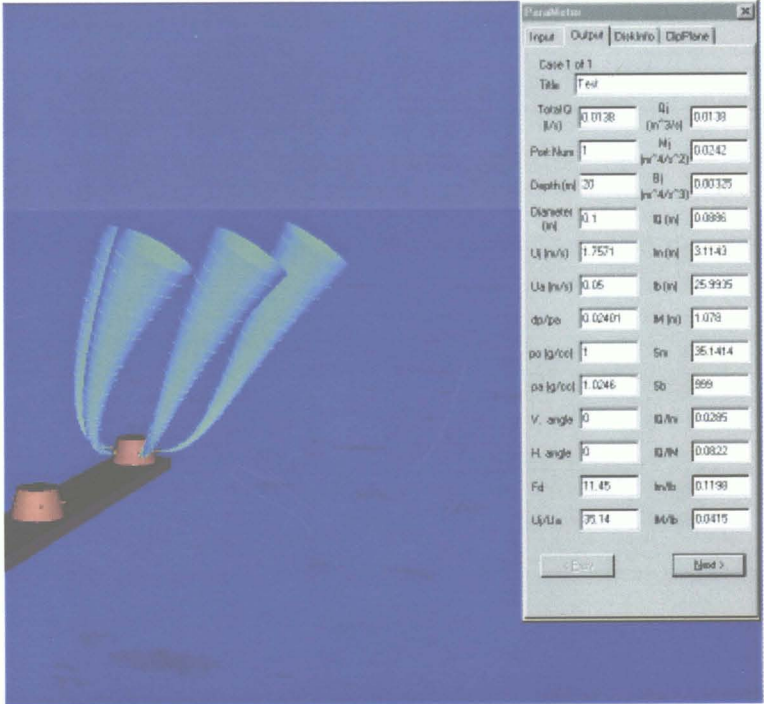 ParaMeter
Input Output DiskInfo ClipPlane
Case 1 of 1
Title Test
Total Q (l/s) 0.0138 Qj (m^3/s) 0.0138
Port Num 1 Mj (m^4/s^2) 0.0242
Depth (m) 20 Bj (m^4/s^3) 0.00325
Diameter (m) 0.1 lQ (m) 0.0886
Uj (m/s) 1.7571 lm (m) 3.1143
Ua (m/s) 0.05 lb (m) 25.9935
dp/pa 0.02401 lM (m) 1.078
po (g/cc) 1 Sm 35.1414
pa (g/cc) 1.0246 Sb 999
V. angle 0 lQ/lm 0.0285
H. angle 0 lQ/lM 0.0822
Fd 11.45 lm/lb 0.1198
Uj/Ua 35.14 lM/lb 0.0415
Next >